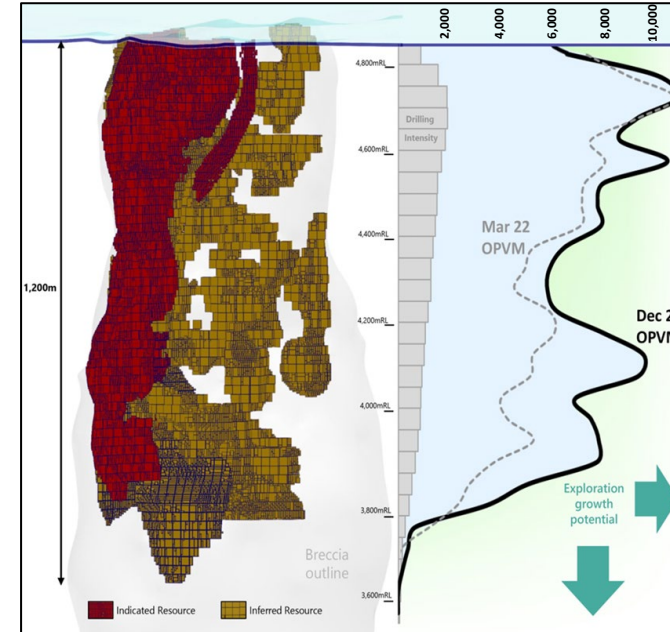 2,000
4,000
6,000
8,000
10,000
4,800mRL
Drilling
Intensity
4,600mRL
Mar 22
OPVM
4,400mRL
1,200m
4,200mRL
Dec 2
OPVM
4,000mRL
Exploration
growth
potential
3,800mRL
Breccia
outline
3,600mRL
Indicated Resource
Inferred Resource